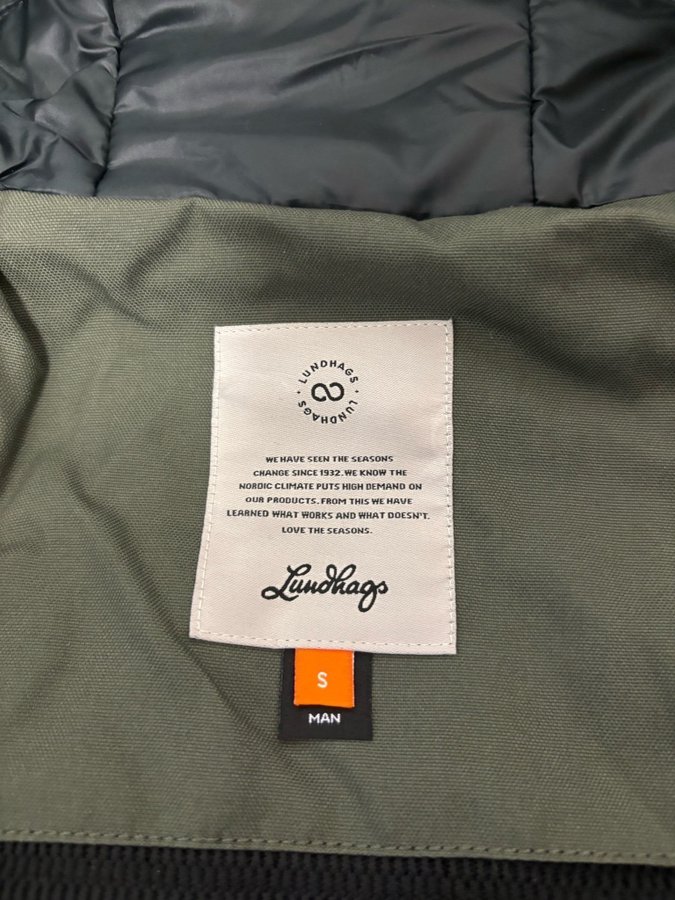 · LUNDHAGS · LUNDHAGS
WE HAVE SEEN THE SEASONS
CHANGE SINCE 1932. WE KNOW THE
NORDIC CLIMATE PUTS HIGH DEMAND ON
OUR PRODUCTS. FROM THIS WE HAVE
LEARNED WHAT WORKS AND WHAT DOESN'T.
LOVE THE SEASONS.
Lundhags
S
MAN